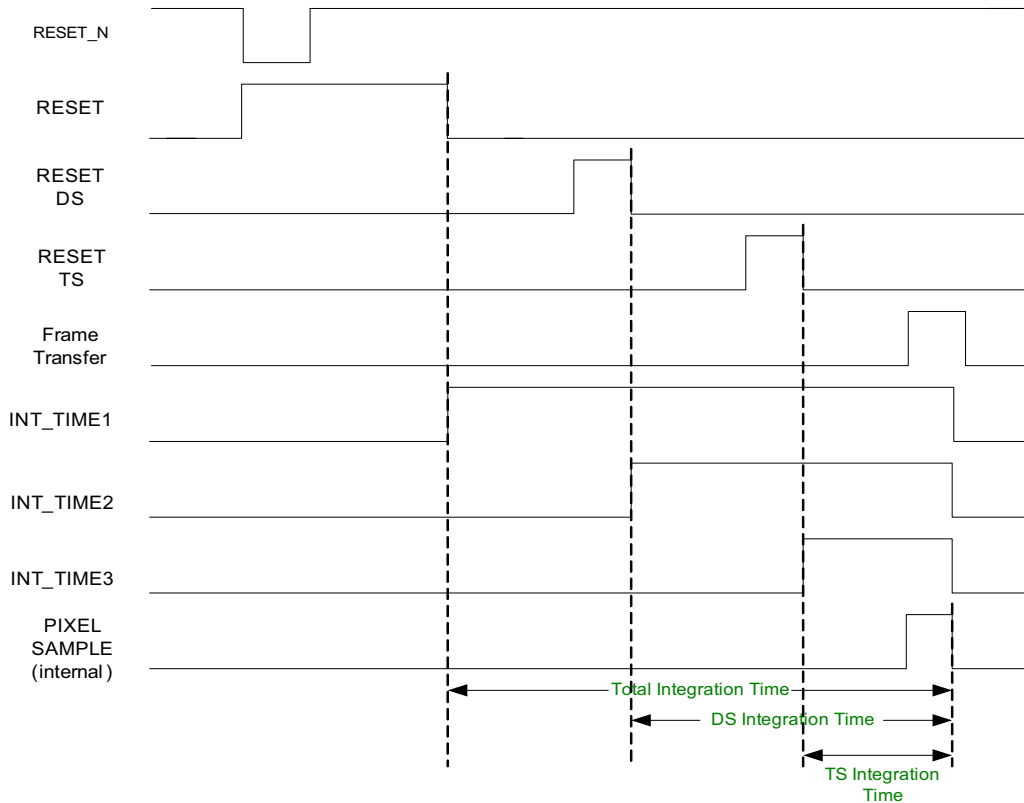 RESET_N
RESET
RESET
DS
RESET
TS
Frame
Transfer
INT_TIME1
INT_TIME2
INT_TIME3
PIXEL
SAMPLE
(internal)
Total Integration Time
DS Integration Time
TS Integration
Time